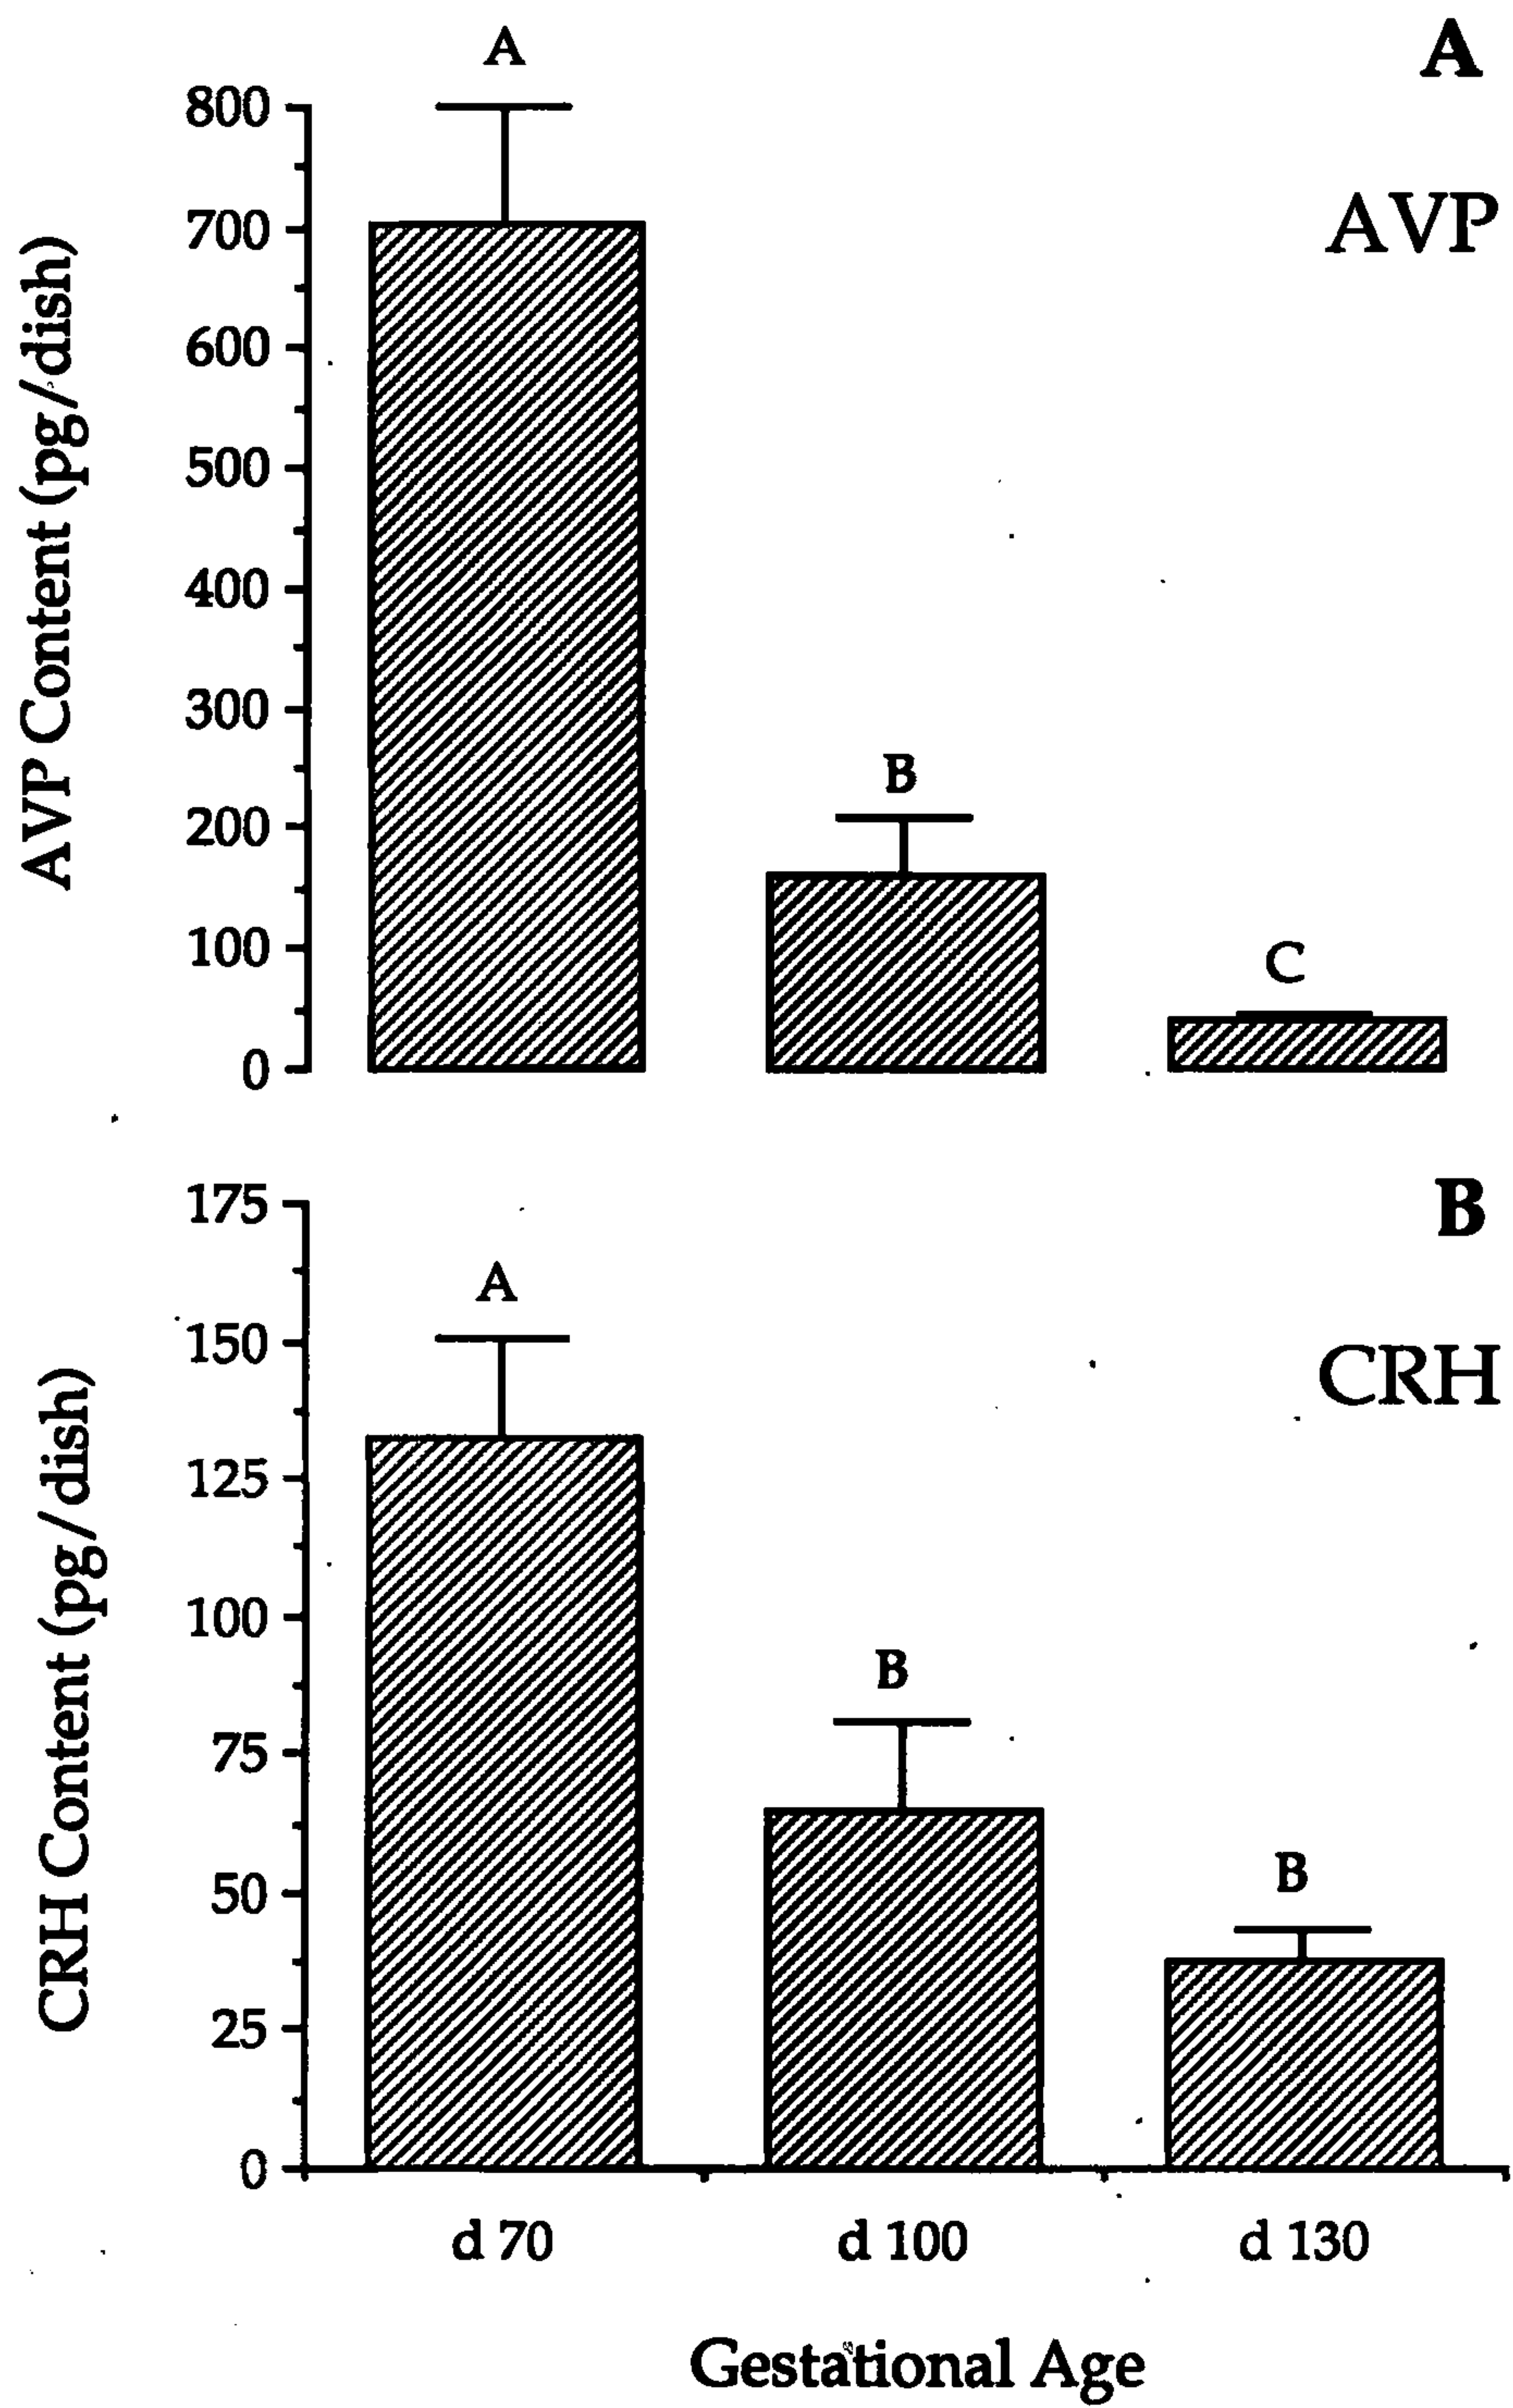 A
A
800
AVP
700
600
500
400
300
200
100
0
AVP Content (pg/dish)
B
C
B
175
A
CRH
150
125
100
75
50
25
0
CRH Content (pg/dish)
B
B
d 70 d 100 d 130
Gestational Age